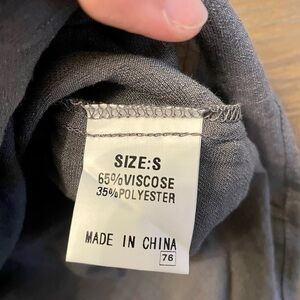 SIZE:S
65%VISCOSE
35%POLYESTER
MADE IN CHINA
76